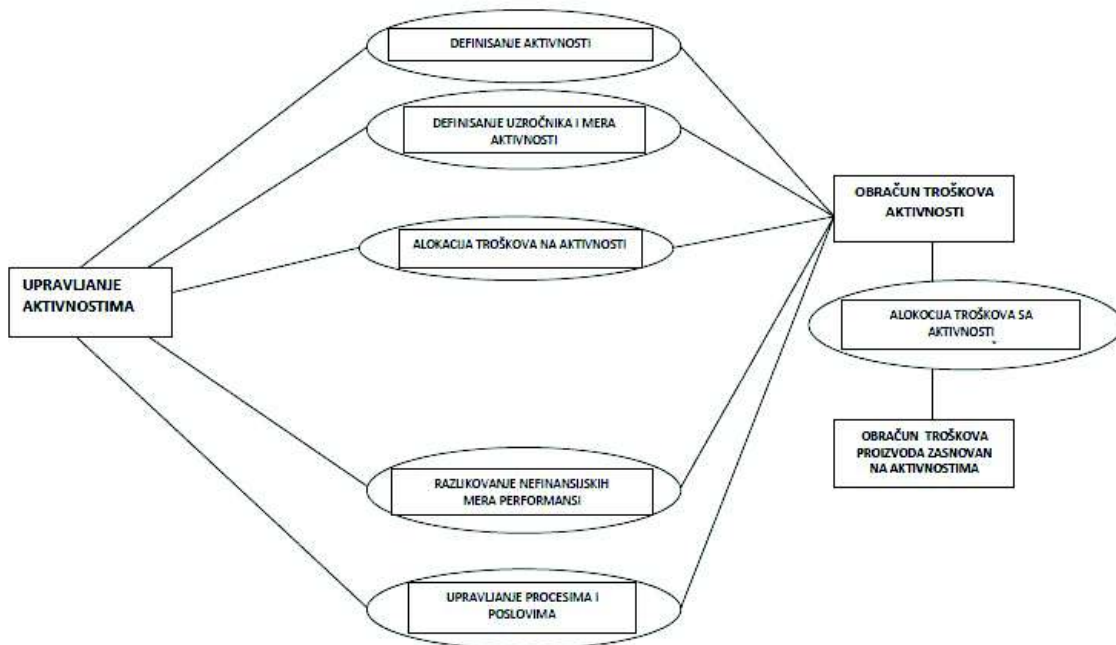 DEFINISANJE AKTIVNOSTI
DEFINISANJE UZROČNIKA I MERA
AKTIVNOSTI
ALOKACIJA TROŠKOVA NA AKTIVNOSTI
UPRAVLJANJE
AKTIVNOSTIMA
RAZLIKOVANJE NEFINANSIJSKIH
MERA PERFORMANSI
UPRAVLJANJE PROCESIMA I
POSLOVIMA
OBRAČUN TROŠKOVA
AKTIVNOSTI
ALOKOCIJA TROŠKOVA SA
AKTIVNOSTI
OBRAČUN TROŠKOVA
PROIZVODA ZASNOVAN
NA AKTIVNOSTIMA